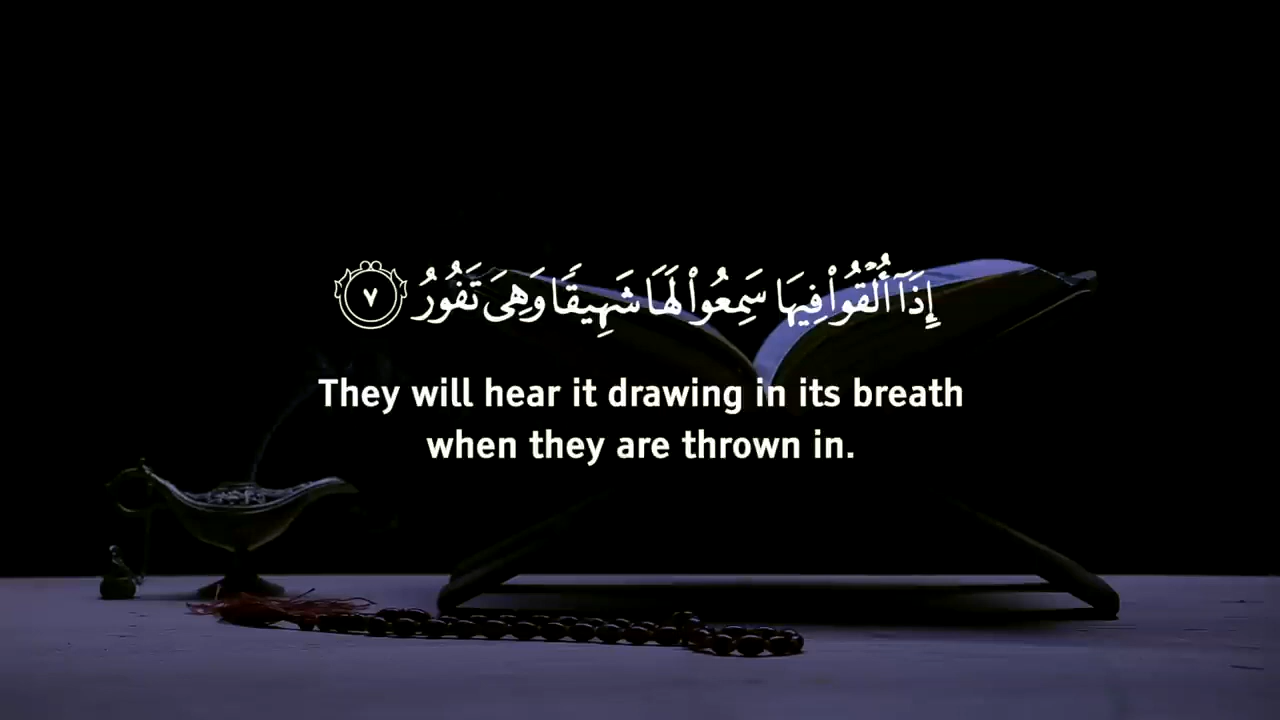 إِذَآ أُلْقُوا۟ فِيهَا سَمِعُوا۟ لَهَا شَهِيقًا وَهِىَ تَفُورُ ٧
They will hear it drawing in its breath
when they are thrown in.